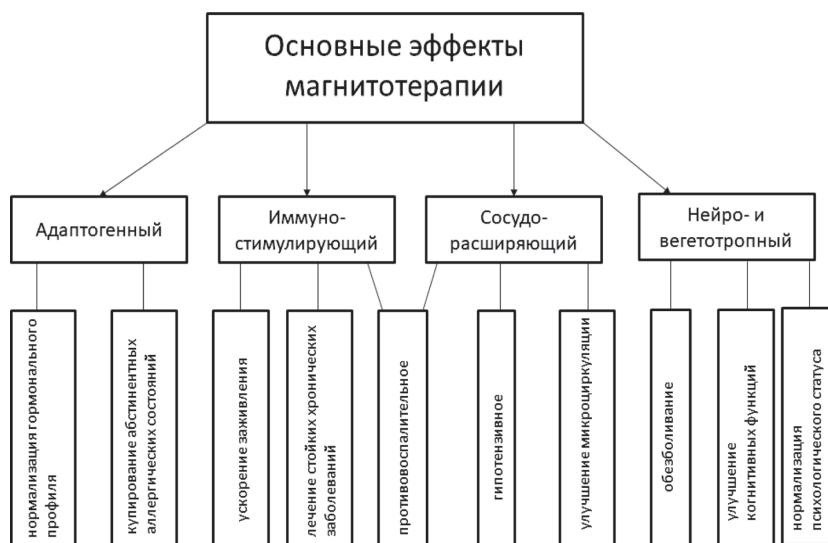 Основные эффекты
магнитотерапии
Адаптогенный
Иммуно-
стимулирующий
Сосудо-
расширяющий
Нейро- и
вегетотропный
нормализация гормонального
профиля
купирование абстинентных
аллергических состояний
ускорение заживления
лечение стойких хронических
заболеваний
противовоспалительное
гипотензивное
улучшение микроциркуляции
обезболивание
улучшение
когнитивных функций
нормализация
психологического статуса